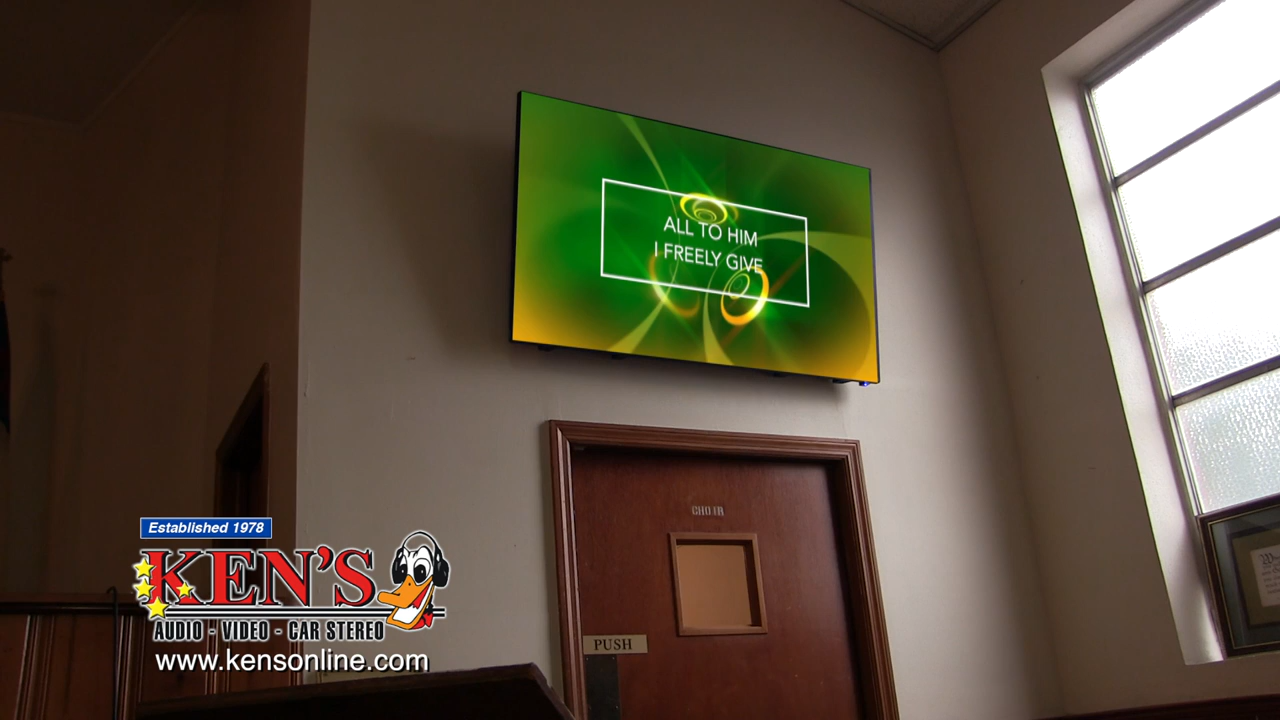 ALL TO HIM
I FREELY GIVE
CHOIR
PUSH
Established 1978
KEN'S
AUDIO - VIDEO - CAR STEREO
www.kensonline.com